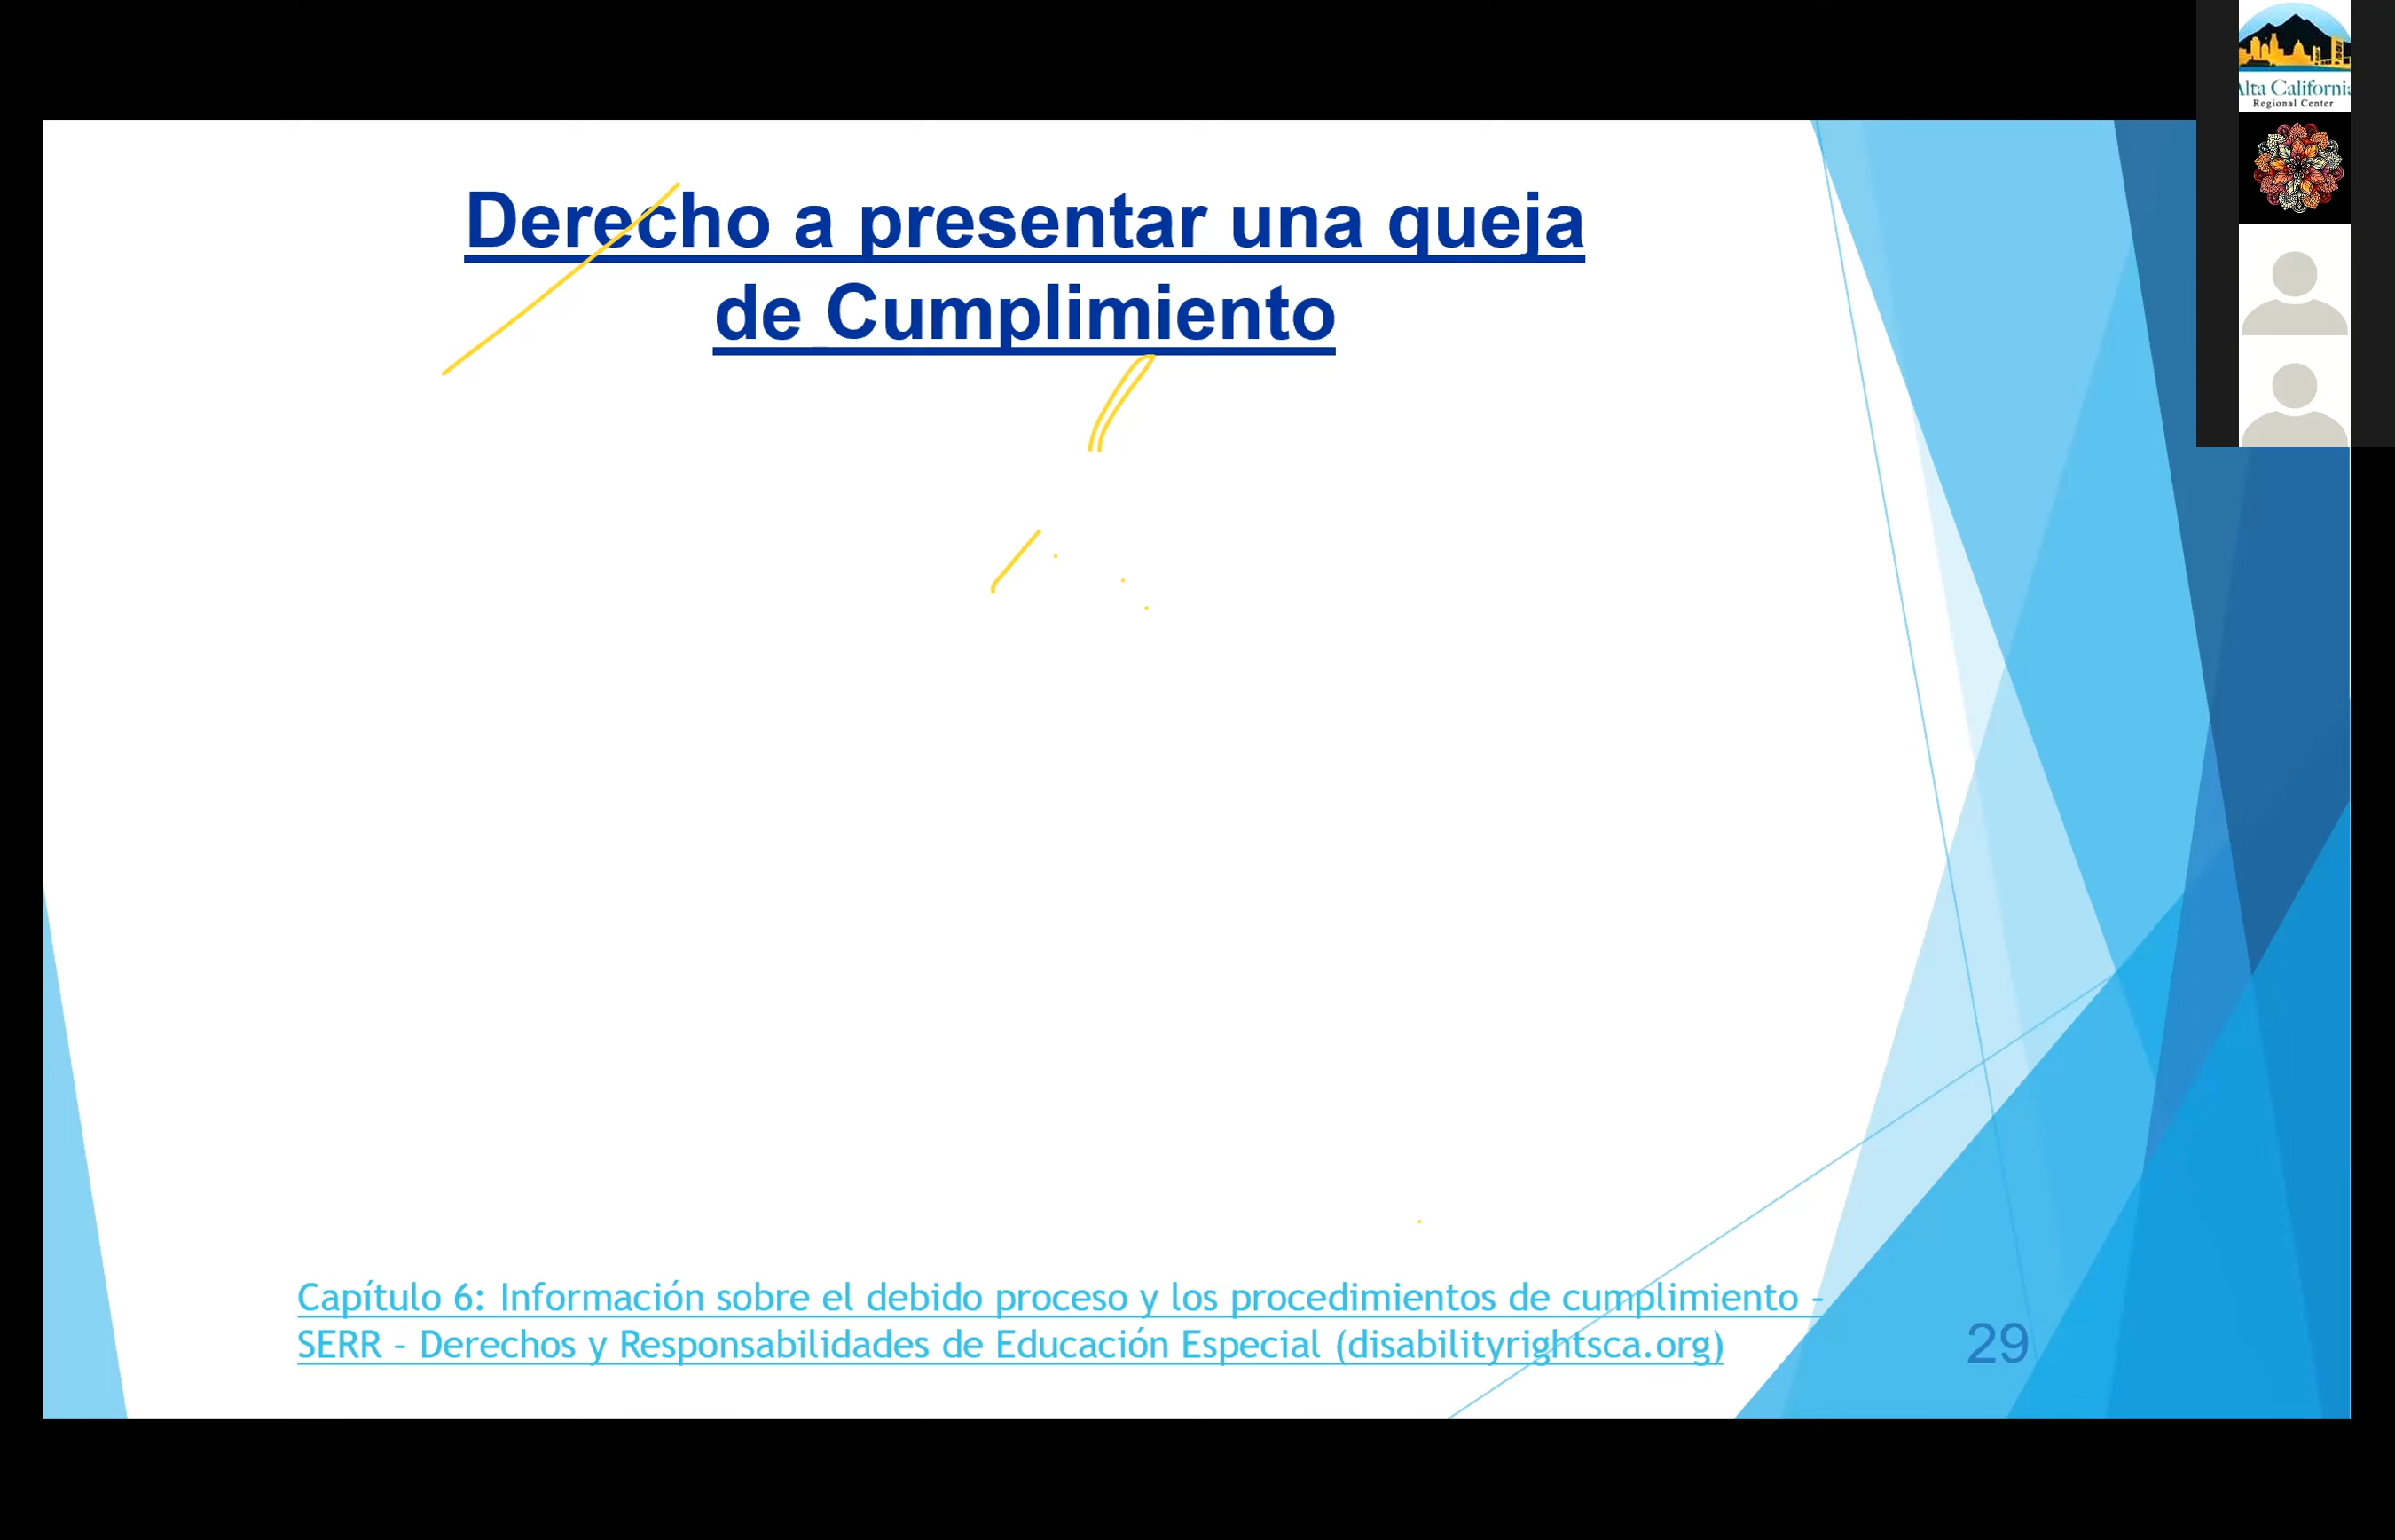 Derecho a presentar una queja
de Cumplimiento
Capítulo 6: Información sobre el debido proceso y los procedimientos de cumplimiento -
SERR - Derechos y Responsabilidades de Educación Especial (disabilityrightsca.org)
29
Alta California
Regional Center